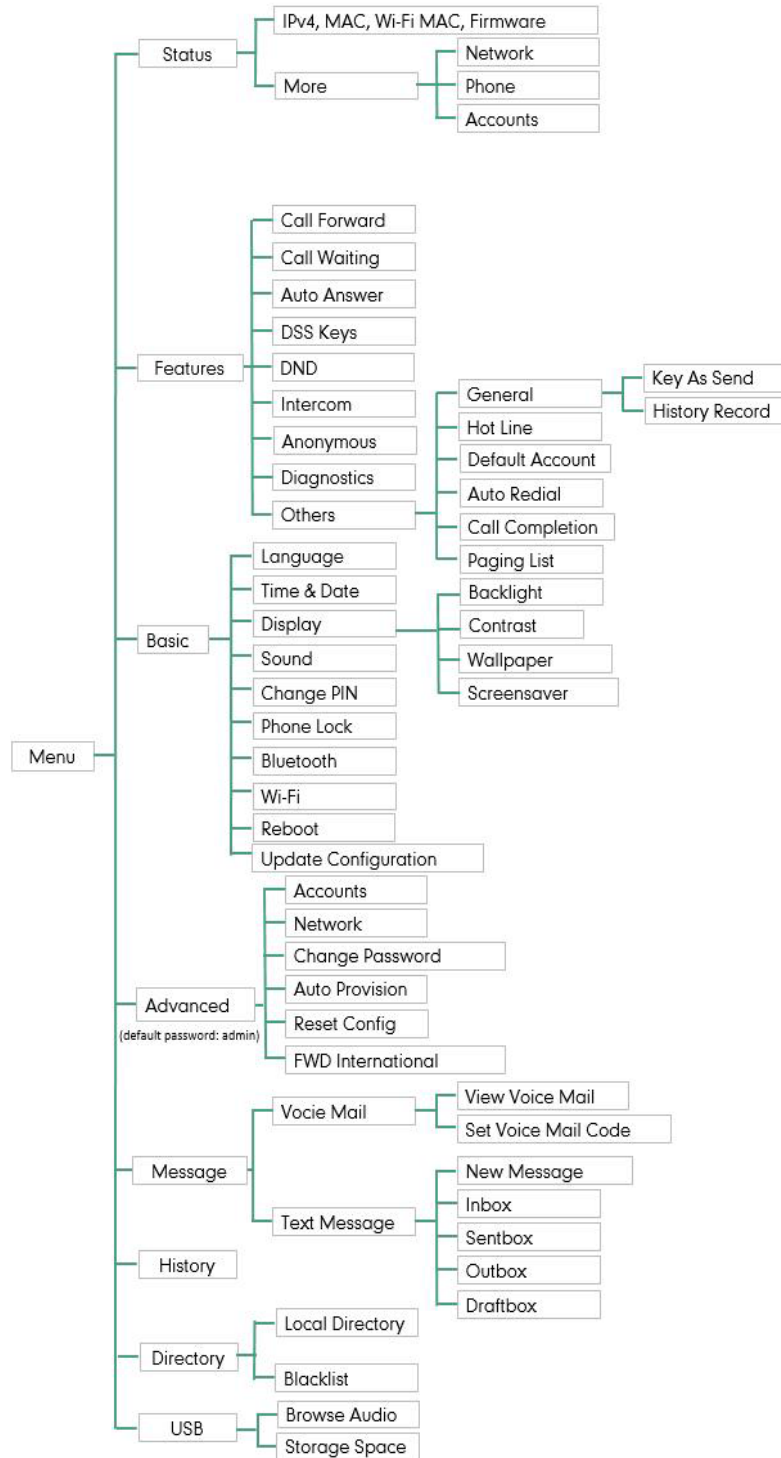 IPv4, MAC, Wi-Fi MAC, Firmware
Status
Network
More
Phone
Accounts
Call Forward
Call Waiting
Auto Answer
DSS Keys
Features
DND
Key As Send
General
Intercom
History Record
Hot Line
Anonymous
Default Account
Diagnostics
Auto Redial
Others
Call Completion
Language
Paging List
Time & Date
Backlight
Display
Contrast
Basic
Sound
Wallpaper
Change PIN
Screensaver
Phone Lock
Menu
Bluetooth
Wi-Fi
Reboot
Update Configuration
Accounts
Network
Change Password
Auto Provision
Advanced
(default password: admin)
Reset Config
FWD International
View Voice Mail
Vocie Mail
Set Voice Mail Code
Message
New Message
Inbox
Text Message
Sentbox
History
Outbox
Draftbox
Local Directory
Directory
Blacklist
Browse Audio
USB
Storage Space